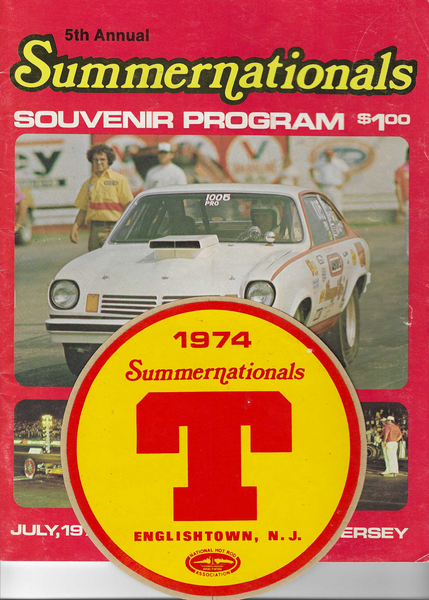 5th Annual
Summernationals
SOUVENIR PROGRAM $1.00
1005
PRO
1974
Summernationals
T
ENGLISHTOWN, N.J.
JULY, 19
ERSEY
NATIONAL HOT ROD
ASSOCIATION